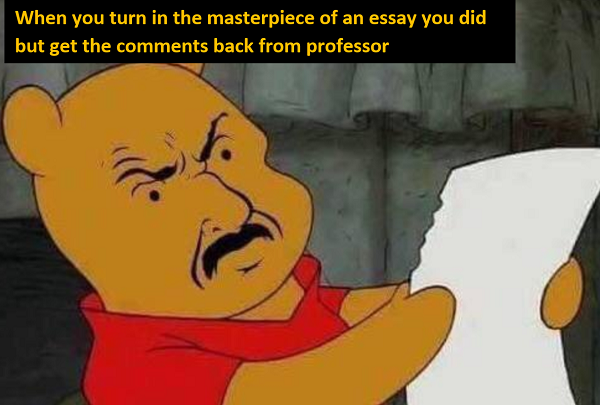 When you turn in the masterpiece of an essay you did
but get the comments back from professor